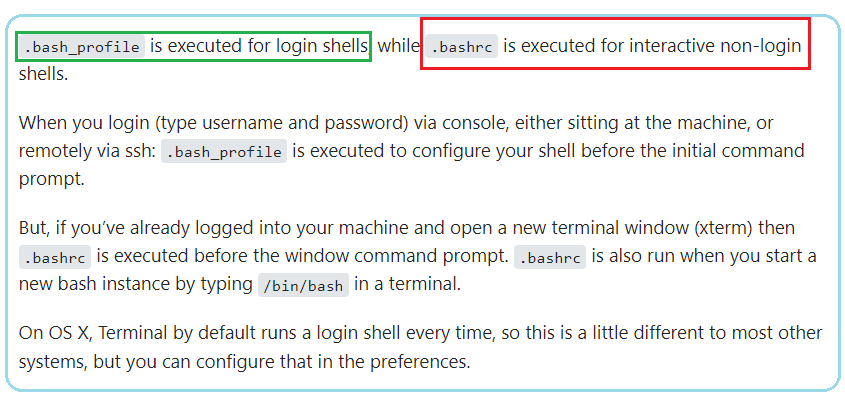 .bash_profile is executed for login shells, while .bashrc is executed for interactive non-login
shells.
When you login (type username and password) via console, either sitting at the machine, or
remotely via ssh: .bash_profile is executed to configure your shell before the initial command
prompt.
But, if you’ve already logged into your machine and open a new terminal window (xterm) then
.bashrc is executed before the window command prompt. .bashrc is also run when you start a
new bash instance by typing /bin/bash in a terminal.
On OS X, Terminal by default runs a login shell every time, so this is a little different to most other
systems, but you can configure that in the preferences.